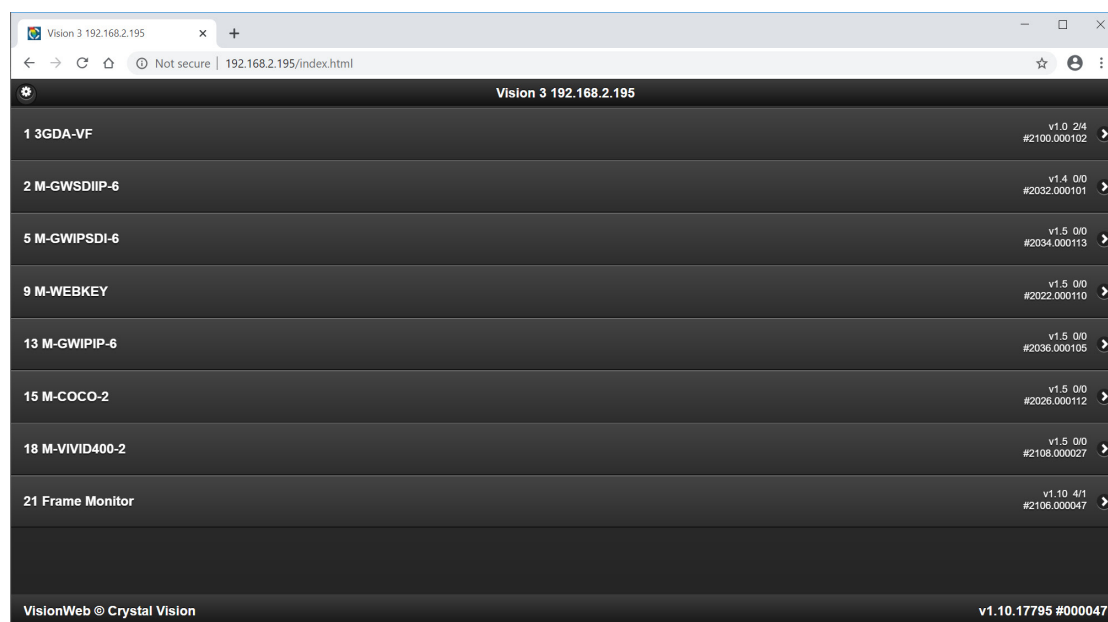 Vision 3 192.168.2.195
Not secure | 192.168.2.195/index.html
Vision 3 192.168.2.195
1 3GDA-VF
v1.0 2/4
#2100.000102
2 M-GWSDIIP-6
v1.4 0/0
#2032.000101
5 M-GWIPSDI-6
v1.5 0/0
#2034.000113
9 M-WEBKEY
v1.5 0/0
#2022.000110
13 M-GWIPIP-6
v1.5 0/0
#2036.000105
15 M-COCO-2
v1.5 0/0
#2026.000112
18 M-VIVID400-2
v1.5 0/0
#2108.000027
21 Frame Monitor
v1.10 4/1
#2106.000047
VisionWeb © Crystal Vision
v1.10.17795 #000047